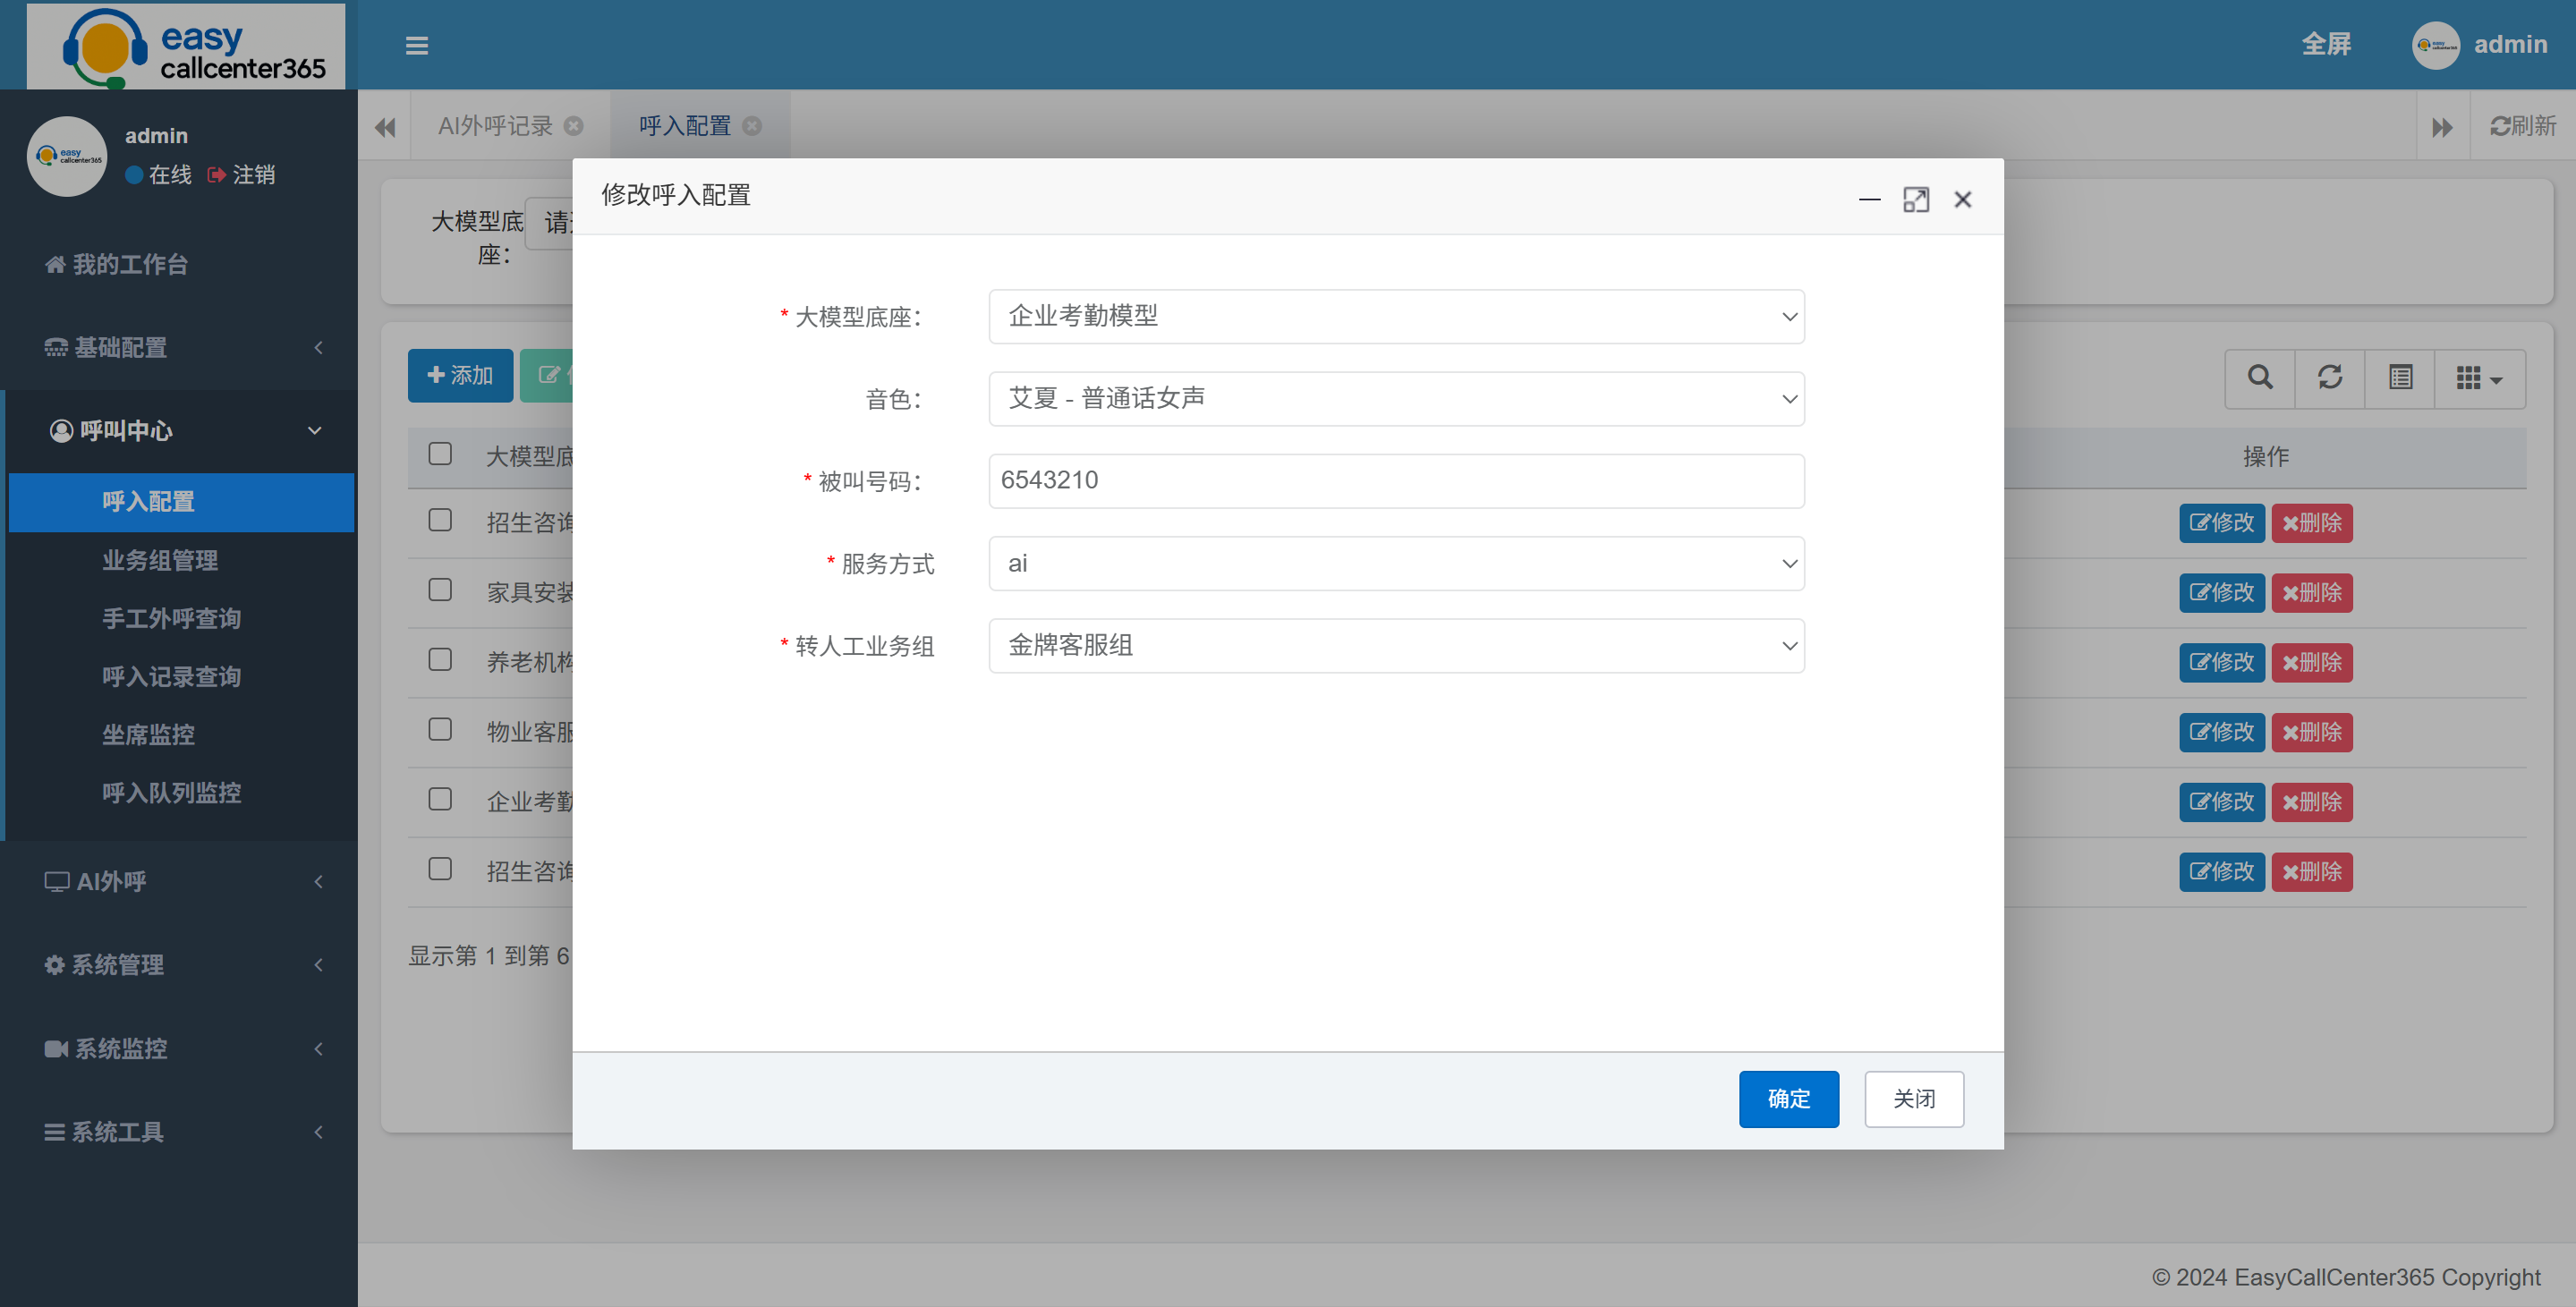 easy
callcenter365
全屏
easy callcenter365
admin
easy callcenter365
admin
在线 注销
我的工作台
基础配置
呼叫中心
呼入配置
业务组管理
手工外呼查询
呼入记录查询
坐席监控
呼入队列监控
AI外呼
系统管理
系统监控
系统工具
AI外呼记录
呼入配置
刷新
大模型底座：
请
添加
大模型底
操作
招生咨询
修改 删除
家具安装
修改 删除
养老机构
修改 删除
物业客服
修改 删除
企业考勤
修改 删除
招生咨询
修改 删除
显示第 1 到第 6
修改呼入配置
* 大模型底座：
企业考勤模型
音色：
艾夏 - 普通话女声
* 被叫号码：
6543210
* 服务方式
ai
* 转人工业务组
金牌客服组
确定
关闭
© 2024 EasyCallCenter365 Copyright